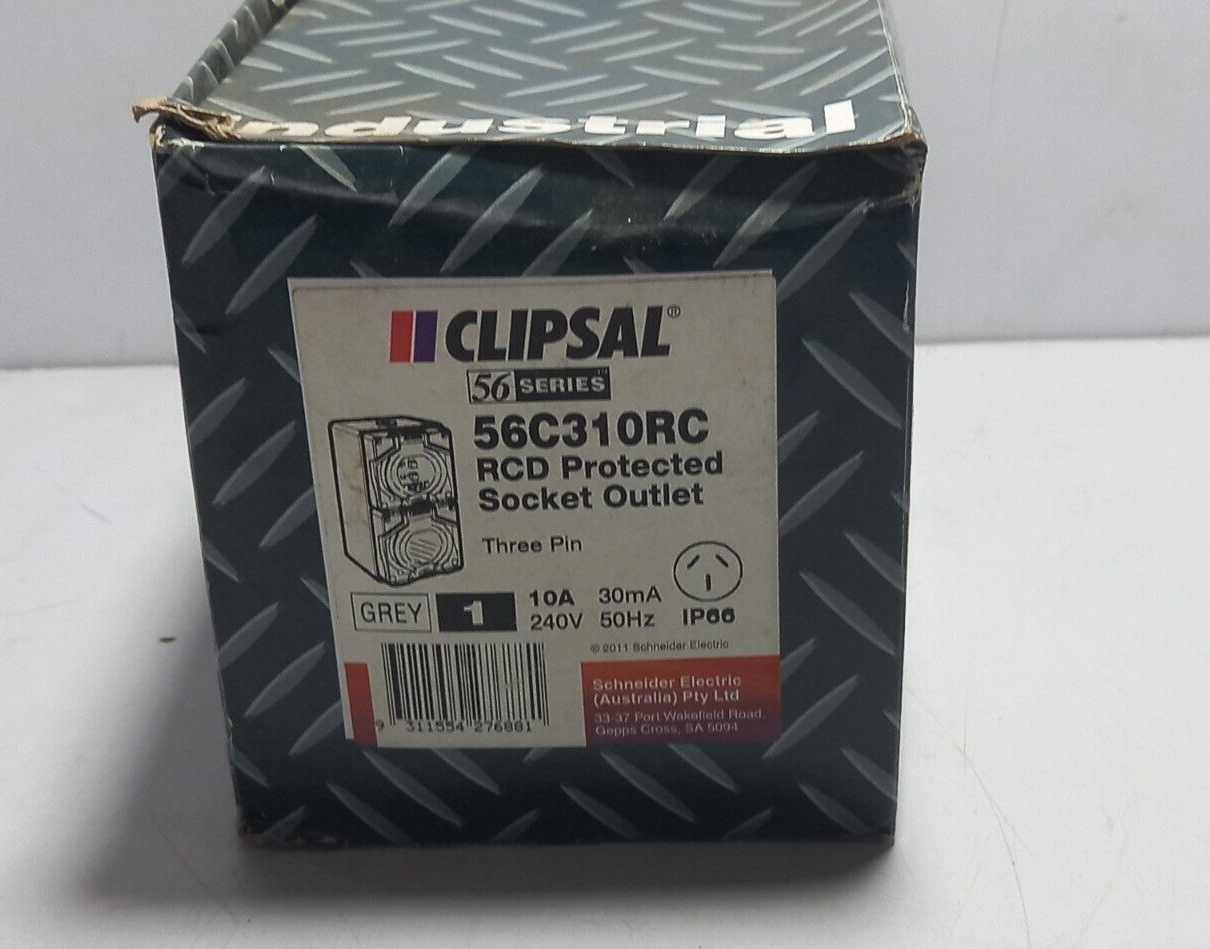 industrial
CLIPSAL®
56 SERIES™
56C310RC
RCD Protected
Socket Outlet
Three Pin
GREY 1 10A 30mA
240V 50Hz IP66
© 2011 Schneider Electric
Schneider Electric
(Australia) Pty Ltd
33-37 Port Wakefield Road,
Gepps Cross, SA 5094
9 311554 276881